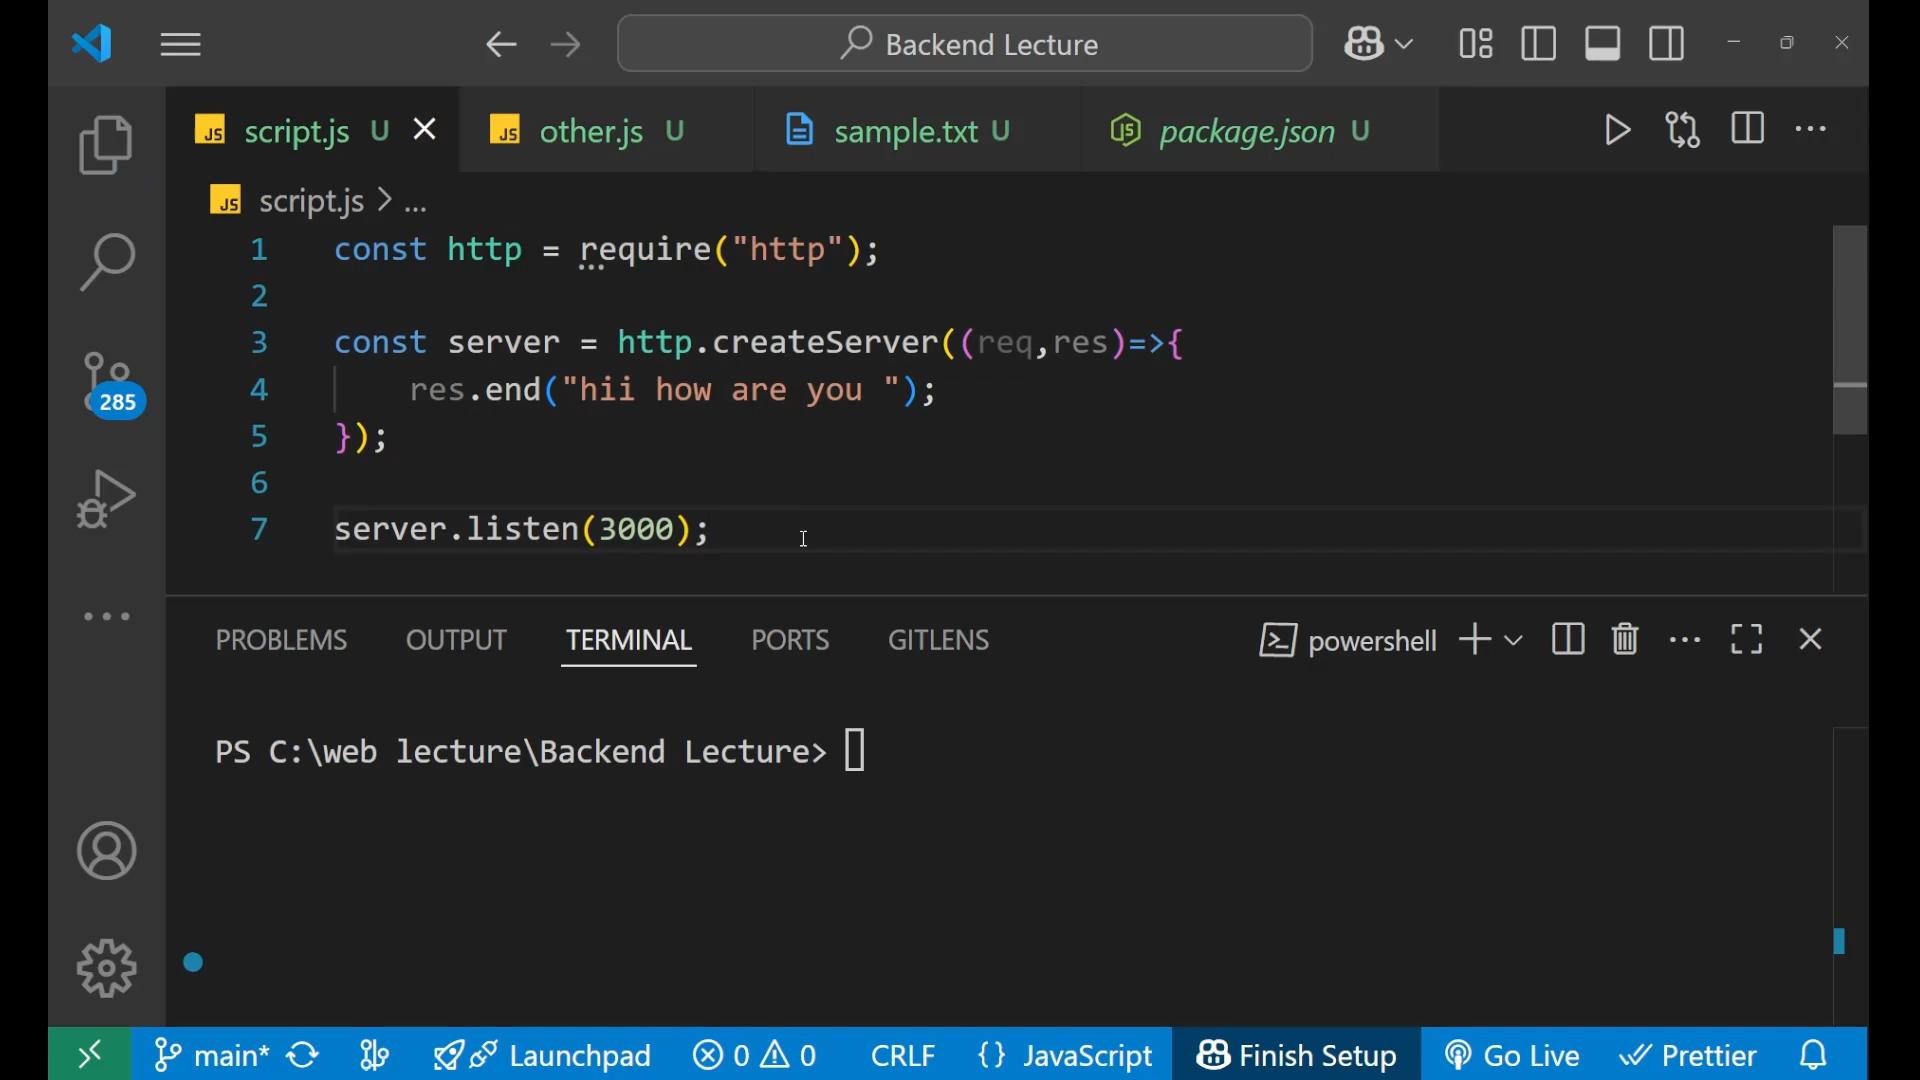 Backend Lecture
script.js U
other.js U
sample.txt U
package.json U
script.js > ...
1 const http = require("http");
2
3 const server = http.createServer((req,res)=>{
4 res.end("hii how are you ");
5 });
6
7 server.listen(3000);
285
PROBLEMS OUTPUT TERMINAL PORTS GITLENS powershell
PS C:\web lecture\Backend Lecture>
main* Launchpad 0 0 CRLF {} JavaScript Finish Setup Go Live Prettier